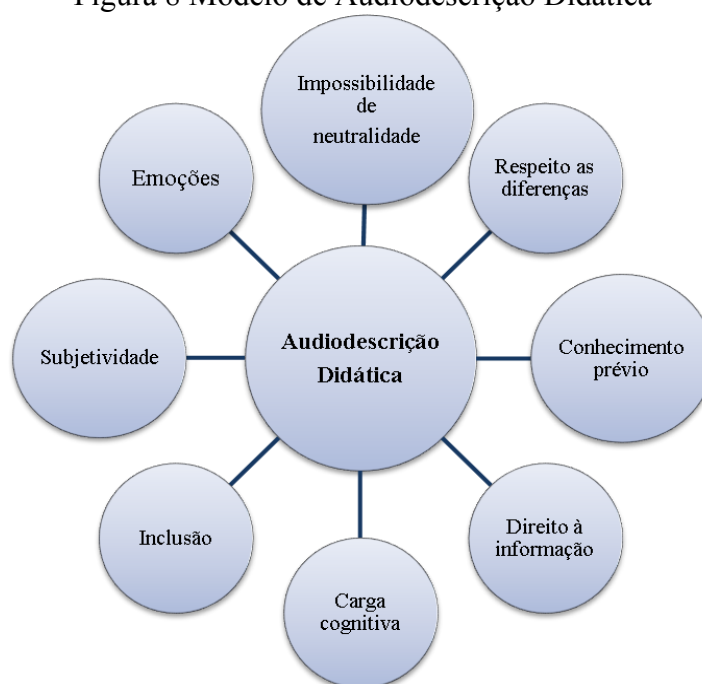 Figura 8 Modelo de Audiodescrição Didática
Impossibilidade
de
neutralidade
Respeito as
diferenças
Conhecimento
prévio
Direito à
informação
Carga
cognitiva
Inclusão
Subjetividade
Emoções
Audiodescrição
Didática